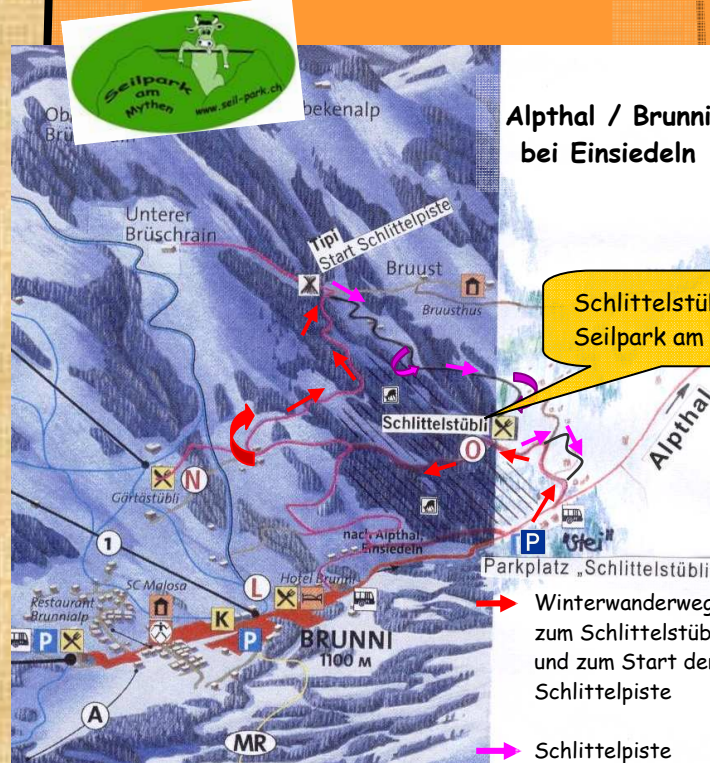 Seilpark
am
Mythen
www.seil-park.ch
Alpthal / Brunni
bei Einsiedeln
Unterer
Brüschrain
Tipi
Start Schlittelpiste
Bruust
Bruusthus
Seilpark am
Schlittelstübli
Alpthal
O
N
Gärtästübli
nach Alpthal,
Einsiedeln
"Stei"
P
Parkplatz „Schlittelstübli
1
L
SC Malosa
Hotel Brunni
Restaurant
Brunnialp
K
P
P
BRUNNI
1100 M
A
MR
Winterwanderweg
zum Schlittelstüb
und zum Start der
Schlittelpiste
Schlittelpiste